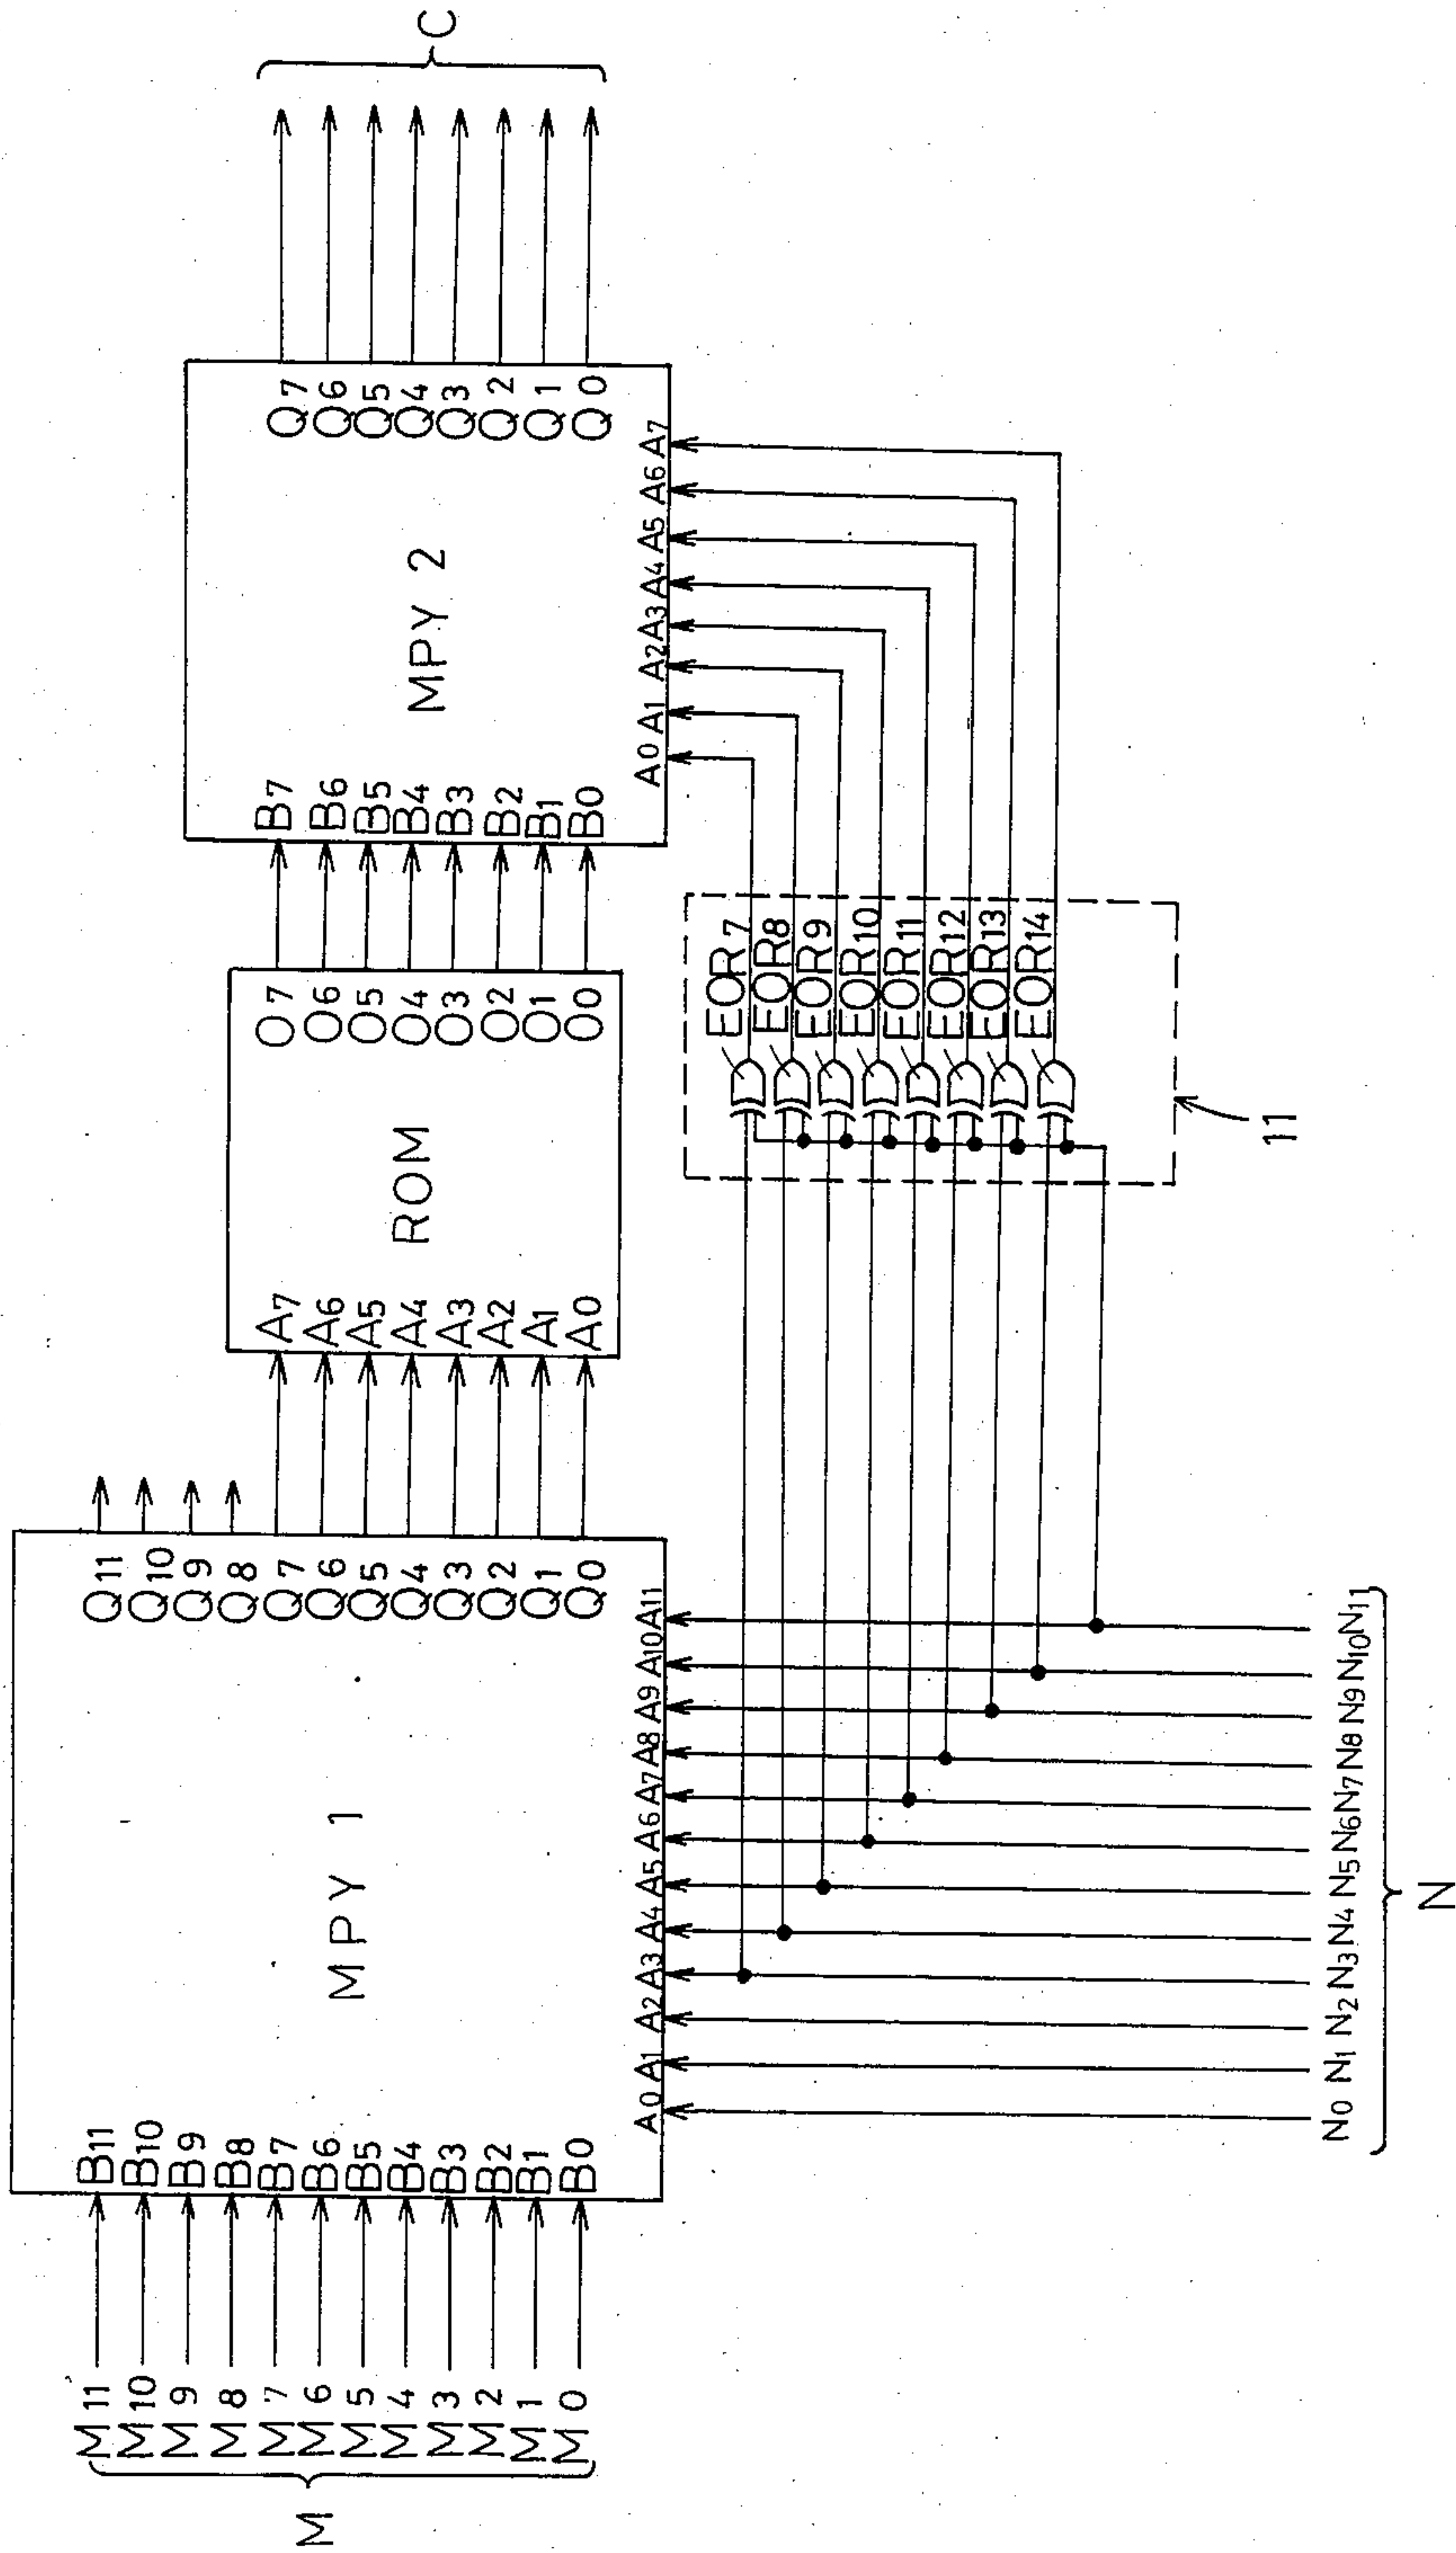 M
M11
M10
M9
M8
M7
M6
M5
M4
M3
M2
M1
M0
B11
B10
B9
B8
B7
B6
B5
B4
B3
B2
B1
B0
MPY 1
Q11
Q10
Q9
Q8
Q7
Q6
Q5
Q4
Q3
Q2
Q1
Q0
A0 A1 A2 A3 A4 A5 A6 A7 A8 A9 A10 A11
N0 N1 N2 N3 N4 N5 N6 N7 N8 N9 N10 N11
N
A7
A6
A5
A4
A3
A2
A1
A0
ROM
O7
O6
O5
O4
O3
O2
O1
O0
EOR7
EOR8
EOR9
EOR10
EOR11
EOR12
EOR13
EOR14
11
B7
B6
B5
B4
B3
B2
B1
B0
MPY 2
Q7
Q6
Q5
Q4
Q3
Q2
Q1
Q0
A0 A1 A2 A3 A4 A5 A6 A7
C